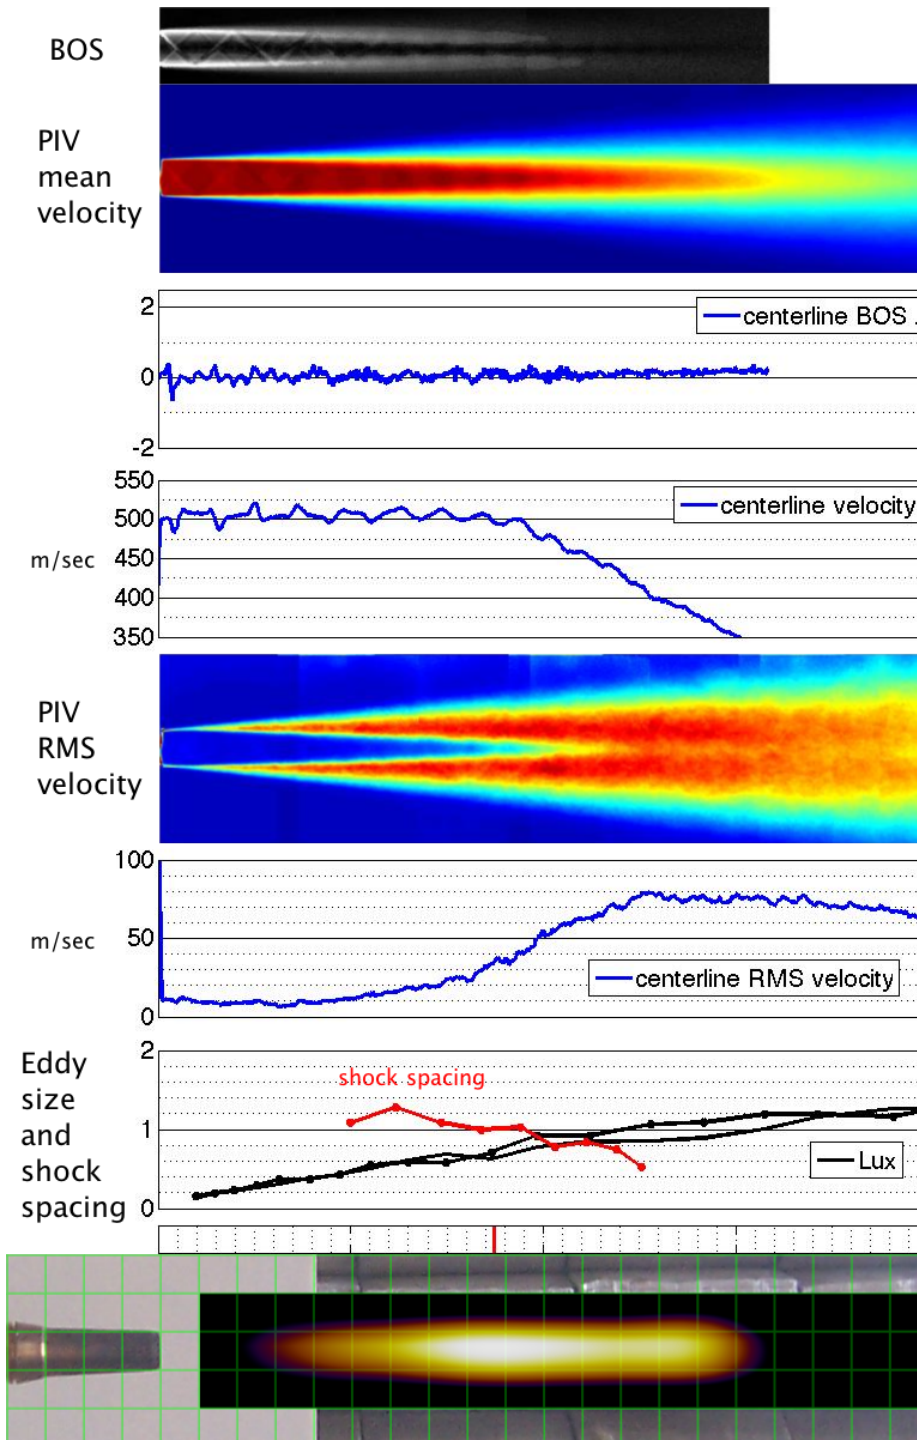 BOS
PIV
mean
velocity
2
0
-2
centerline BOS .
550
500
450
400
350
m/sec
centerline velocity
PIV
RMS
velocity
100
50
0
m/sec
centerline RMS velocity
Eddy
size
and
shock
spacing
2
1
0
shock spacing
Lux